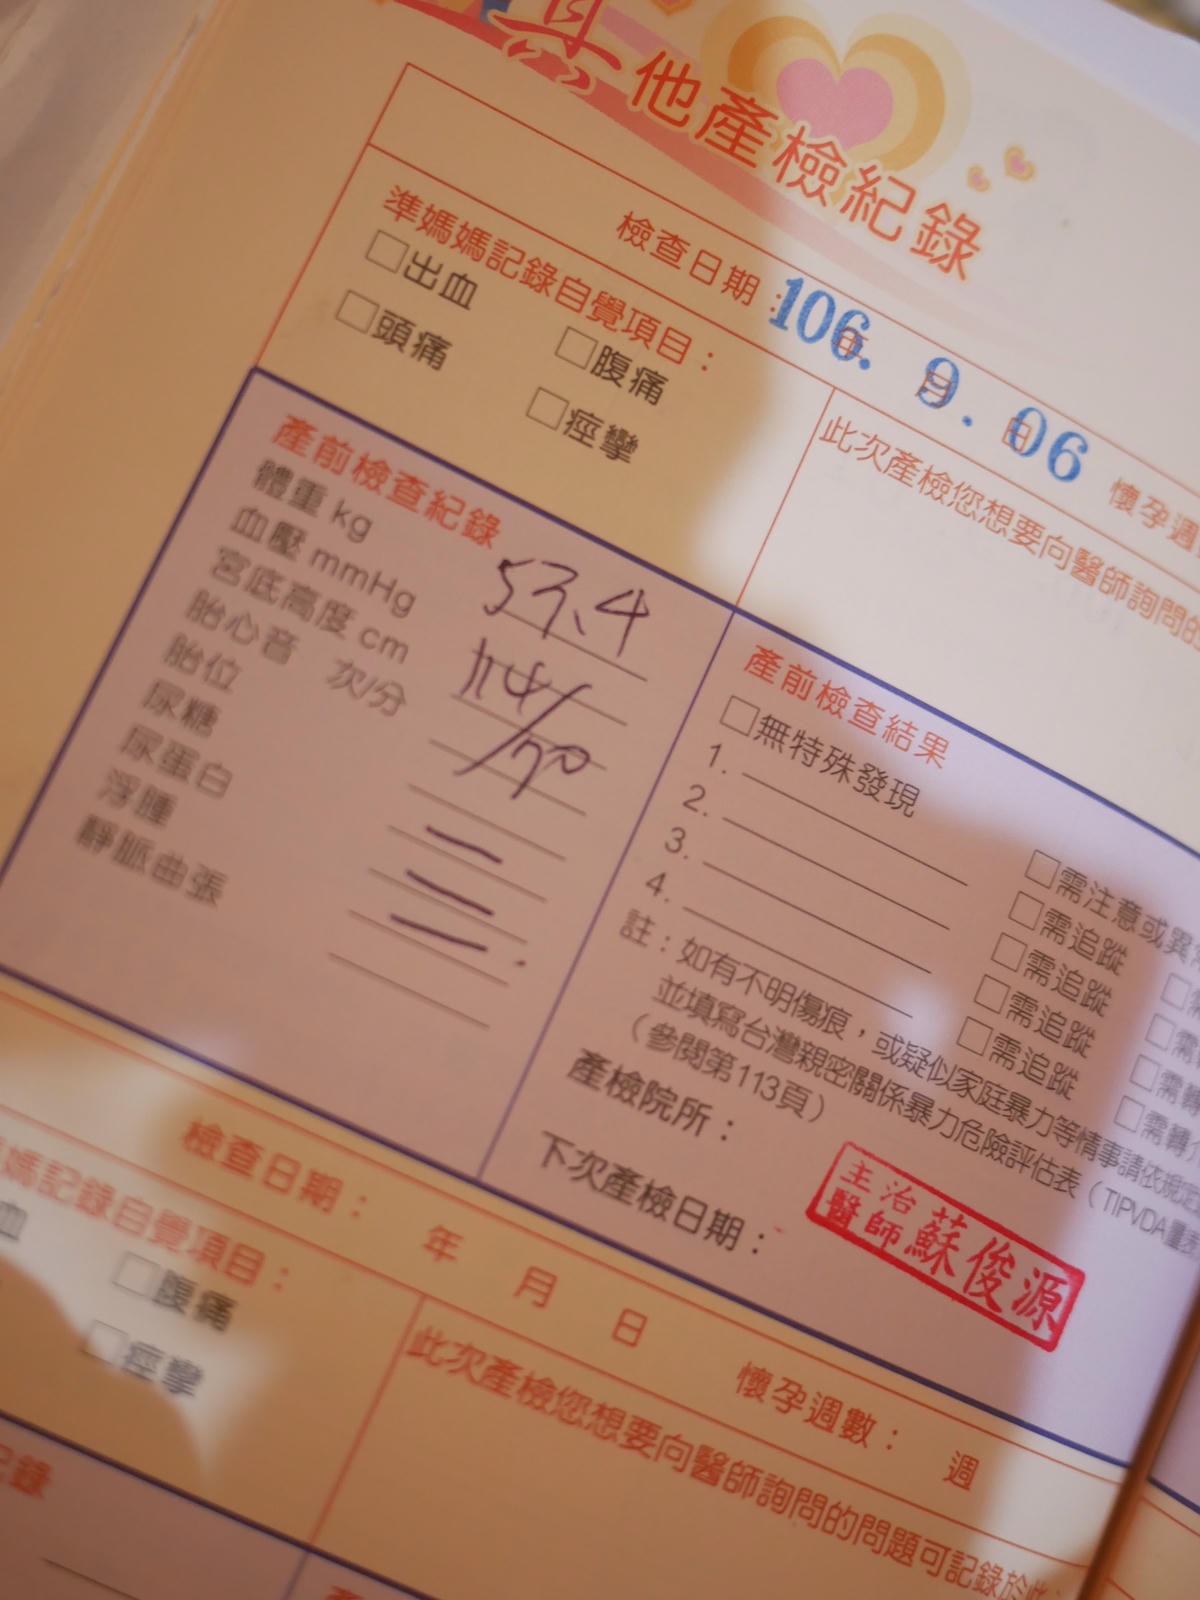 其他產檢紀錄
檢查日期：106.年 9.月 06日 懷孕週
準媽媽記錄自覺項目：
□出血 □腹痛
□頭痛 □痙攣
此次產檢您想要向醫師詢問的
產前檢查紀錄
體重 kg 53.4
血壓 mmHg 114/70
宮底高度 cm
胎心音 次/分
胎位
尿糖 —
尿蛋白 —
浮腫 —
靜脈曲張
產前檢查結果
□無特殊發現 □需注意或異
1. □需追蹤
2. □需追蹤
3. □需追蹤
4. □需追蹤
註：如有不明傷痕，或疑似家庭暴力等情事請依規定
並填寫台灣親密關係暴力危險評估表（TIPVDA量表
（參閱第113頁）
產檢院所：
下次產檢日期：
主治醫師 蘇俊源
檢查日期： 年 月 日 懷孕週數： 週
媽媽記錄自覺項目：
血 □腹痛
□痙攣
此次產檢您想要向醫師詢問的問題可記錄於此
記錄